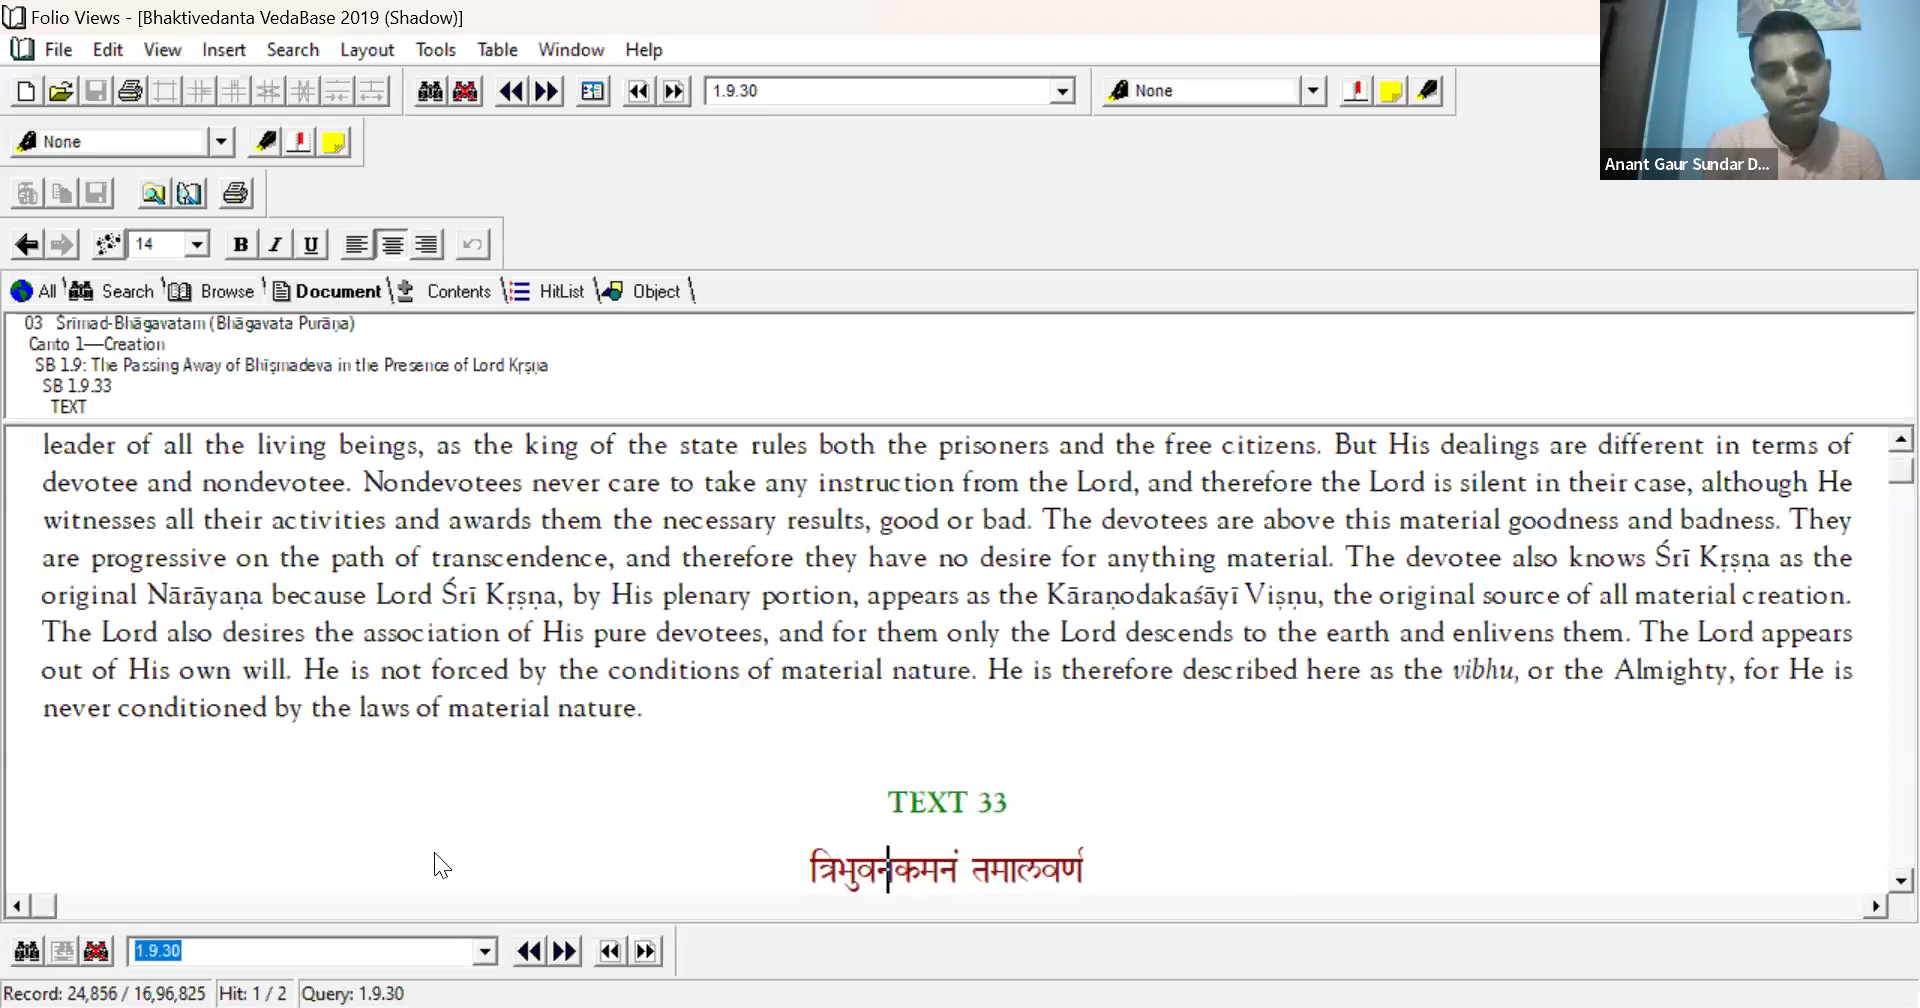 Folio Views - [Bhaktivedanta VedaBase 2019 (Shadow)]
File Edit View Insert Search Layout Tools Table Window Help
1.9.30 None
None
Anant Gaur Sundar D...
14 B I U
All Search Browse Document Contents HitList Object
03 Śrīmad-Bhāgavatam (Bhāgavata Purāṇa)
Canto 1—Creation
SB 1.9: The Passing Away of Bhīṣmadeva in the Presence of Lord Kṛṣṇa
SB 1.9.33
TEXT
leader of all the living beings, as the king of the state rules both the prisoners and the free citizens. But His dealings are different in terms of
devotee and nondevotee. Nondevotees never care to take any instruction from the Lord, and therefore the Lord is silent in their case, although He
witnesses all their activities and awards them the necessary results, good or bad. The devotees are above this material goodness and badness. They
are progressive on the path of transcendence, and therefore they have no desire for anything material. The devotee also knows Śrī Kṛṣṇa as the
original Nārāyaṇa because Lord Śrī Kṛṣṇa, by His plenary portion, appears as the Kāraṇodakaśāyī Viṣṇu, the original source of all material creation.
The Lord also desires the association of His pure devotees, and for them only the Lord descends to the earth and enlivens them. The Lord appears
out of His own will. He is not forced by the conditions of material nature. He is therefore described here as the vibhu, or the Almighty, for He is
never conditioned by the laws of material nature.
TEXT 33
त्रिभुवनकमनं तमालवर्णं
1.9.30
Record: 24,856 / 16,96,825 Hit: 1 / 2 Query: 1.9.30